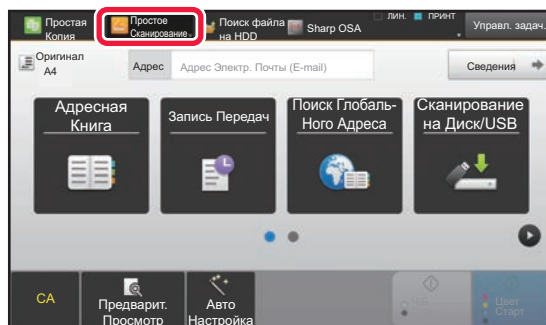 Простая
Копия
Простое
Сканирование
Поиск файла
на HDD
Sharp OSA
ЛИН.
ПРИНТ
Управл. задач.
Оригинал
A4
Адрес
Адрес Электр. Почты (E-mail)
Сведения
Адресная
Книга
Запись Передач
Поиск Глобаль-
Ного Адреса
Сканирование
на Диск/USB
CA
Предварит.
Просмотр
Авто
Настройка
Ч/Б
Старт
Цвет
Старт